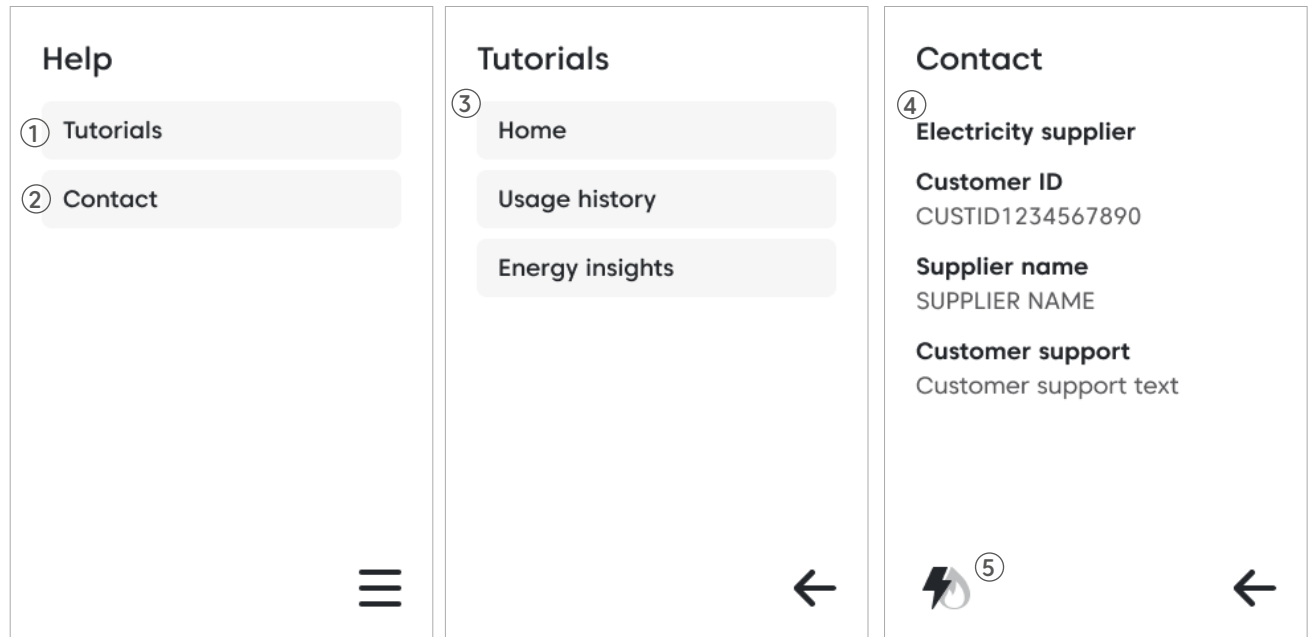 Help
① Tutorials
② Contact
Tutorials
③
Home
Usage history
Energy insights
Contact
④
Electricity supplier
Customer ID
CUSTID1234567890
Supplier name
SUPPLIER NAME
Customer support
Customer support text
⑤